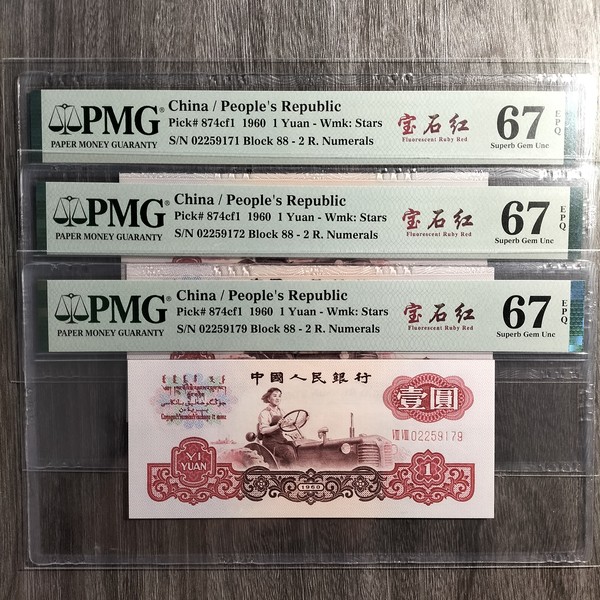 PMG®
PAPER MONEY GUARANTY
China / People's Republic
Pick# 874cf1 1960 1 Yuan - Wmk: Stars
S/N 02259171 Block 88 - 2 R. Numerals
宝石红
Fluorescent Ruby Red
67
EPQ
Superb Gem Unc
PMG®
PAPER MONEY GUARANTY
China / People's Republic
Pick# 874cf1 1960 1 Yuan - Wmk: Stars
S/N 02259172 Block 88 - 2 R. Numerals
宝石红
Fluorescent Ruby Red
67
EPQ
Superb Gem Unc
PMG®
PAPER MONEY GUARANTY
China / People's Republic
Pick# 874cf1 1960 1 Yuan - Wmk: Stars
S/N 02259179 Block 88 - 2 R. Numerals
宝石红
Fluorescent Ruby Red
67
EPQ
Superb Gem Unc
中國人民銀行
壹圓
VIII VIII 02259179
YI
YUAN
1960
1